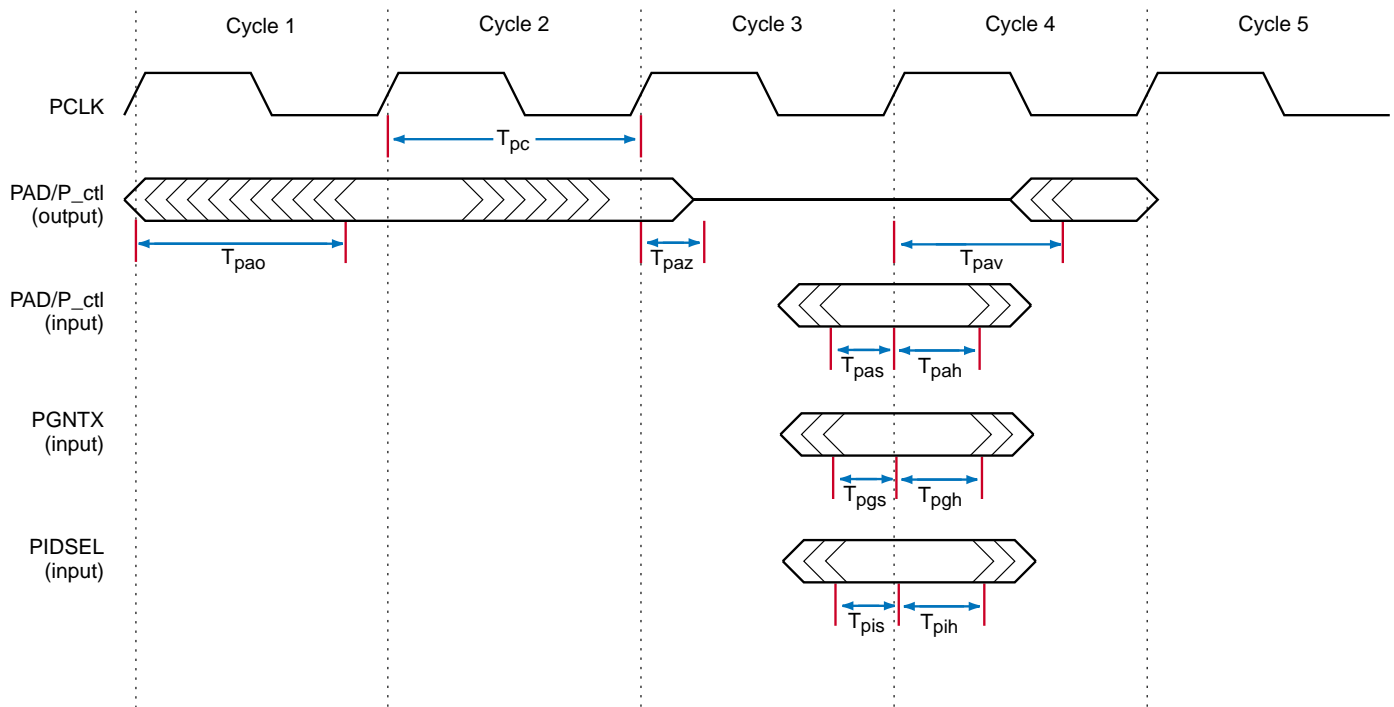 Cycle 1 Cycle 2 Cycle 3 Cycle 4 Cycle 5
PCLK
Tpc
PAD/P_ctl
(output)
Tpao Tpaz Tpav
PAD/P_ctl
(input)
Tpas Tpah
PGNTX
(input)
Tpgs Tpgh
PIDSEL
(input)
Tpis Tpih